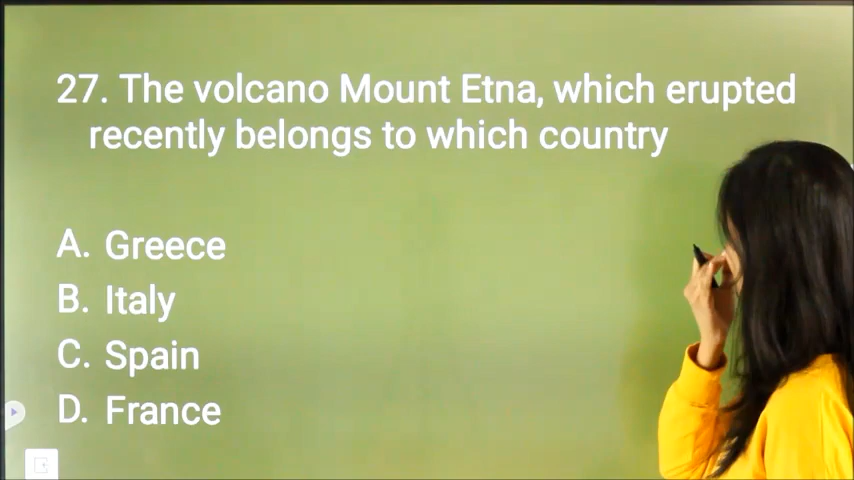 27. The volcano Mount Etna, which erupted
recently belongs to which country
A. Greece
B. Italy
C. Spain
D. France